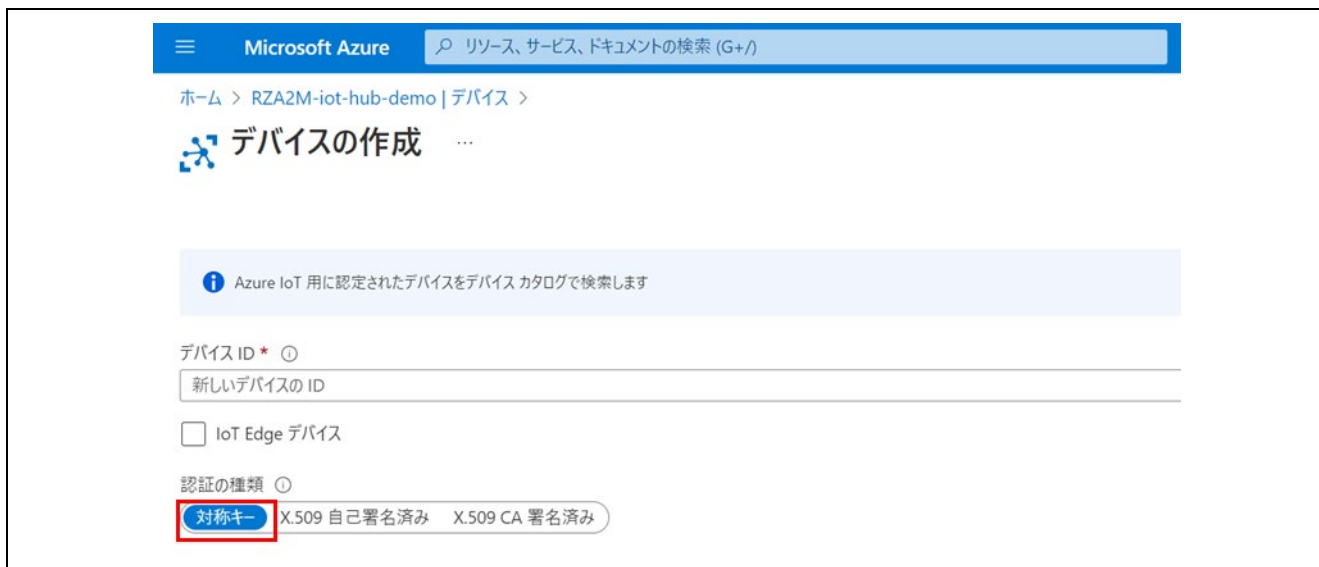 Microsoft Azure リソース、サービス、ドキュメントの検索 (G+/)
ホーム > RZA2M-iot-hub-demo | デバイス >
デバイスの作成 …
Azure IoT 用に認定されたデバイスをデバイス カタログで検索します
デバイス ID *
新しいデバイスの ID
IoT Edge デバイス
認証の種類
対称キー X.509 自己署名済み X.509 CA 署名済み